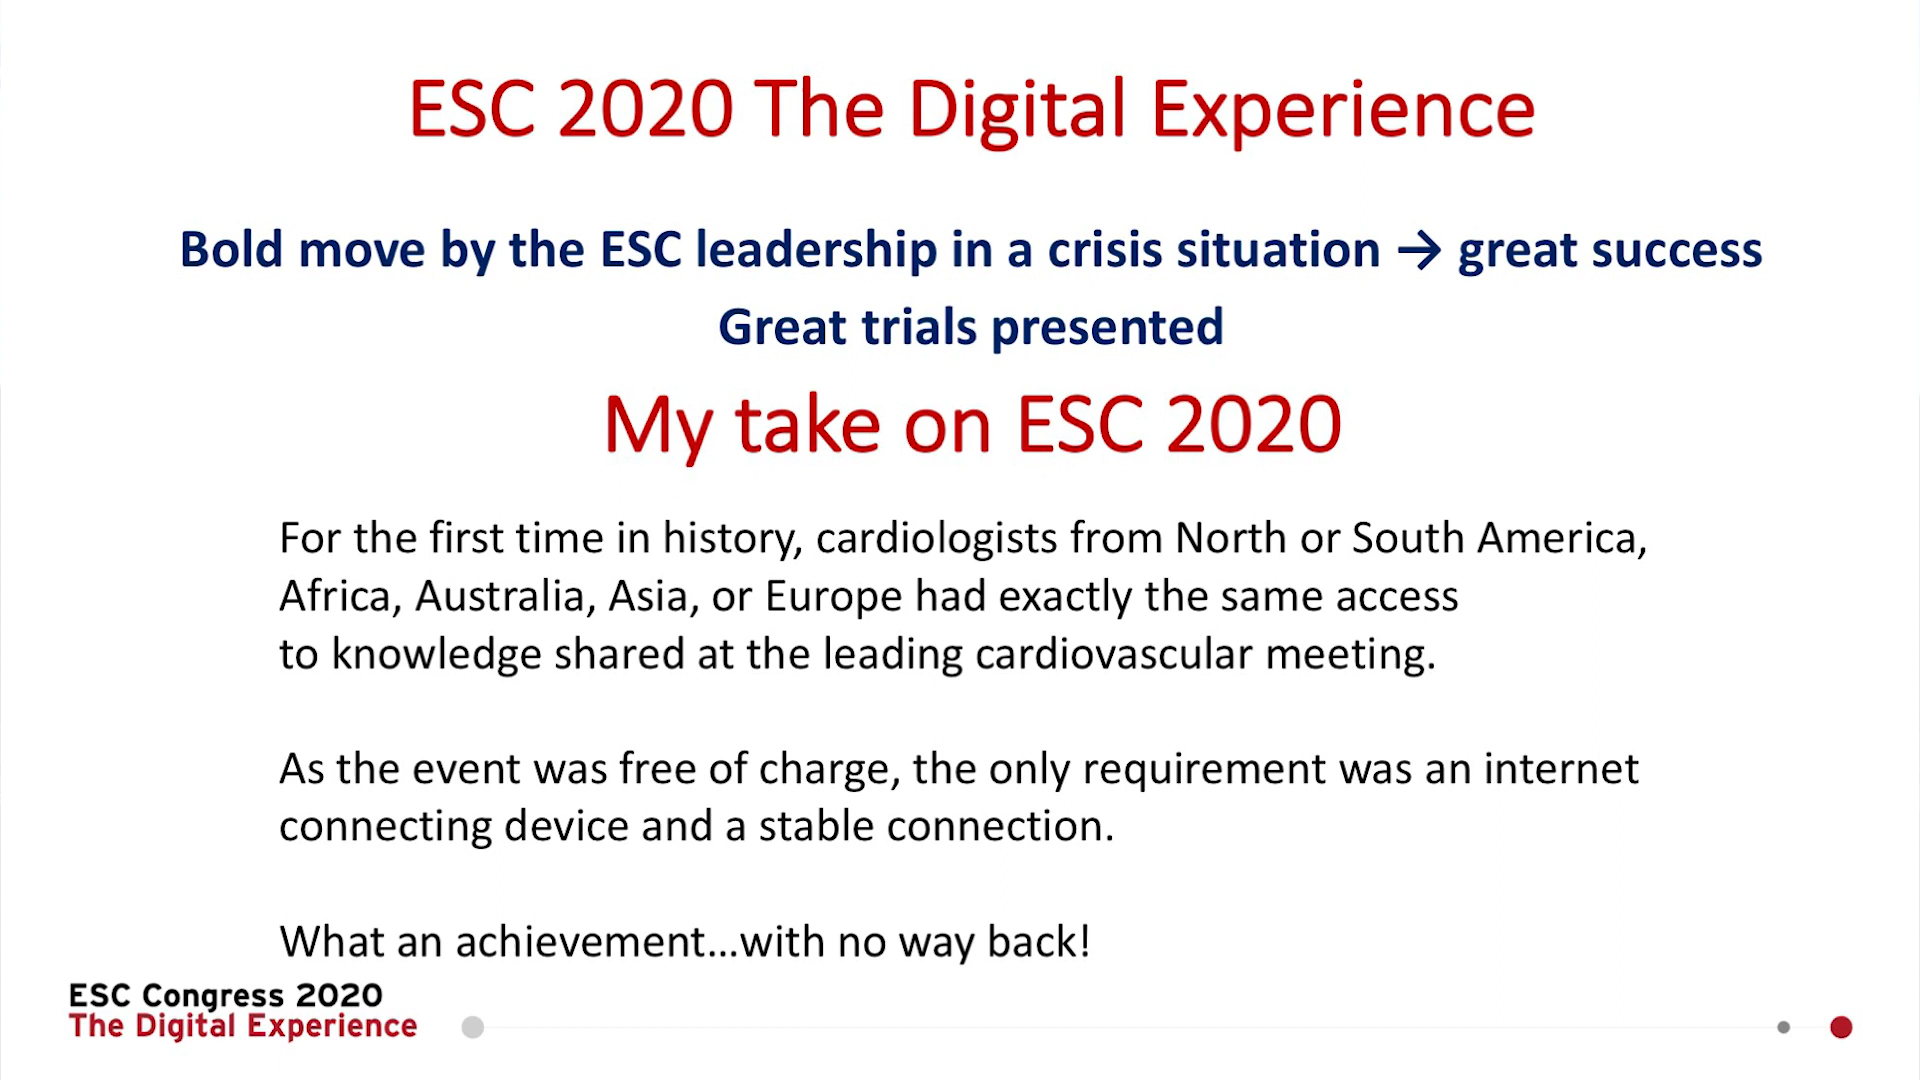 ESC 2020 The Digital Experience
Bold move by the ESC leadership in a crisis situation → great success
Great trials presented
My take on ESC 2020
For the first time in history, cardiologists from North or South America,
Africa, Australia, Asia, or Europe had exactly the same access
to knowledge shared at the leading cardiovascular meeting.
As the event was free of charge, the only requirement was an internet
connecting device and a stable connection.
What an achievement...with no way back!
ESC Congress 2020
The Digital Experience